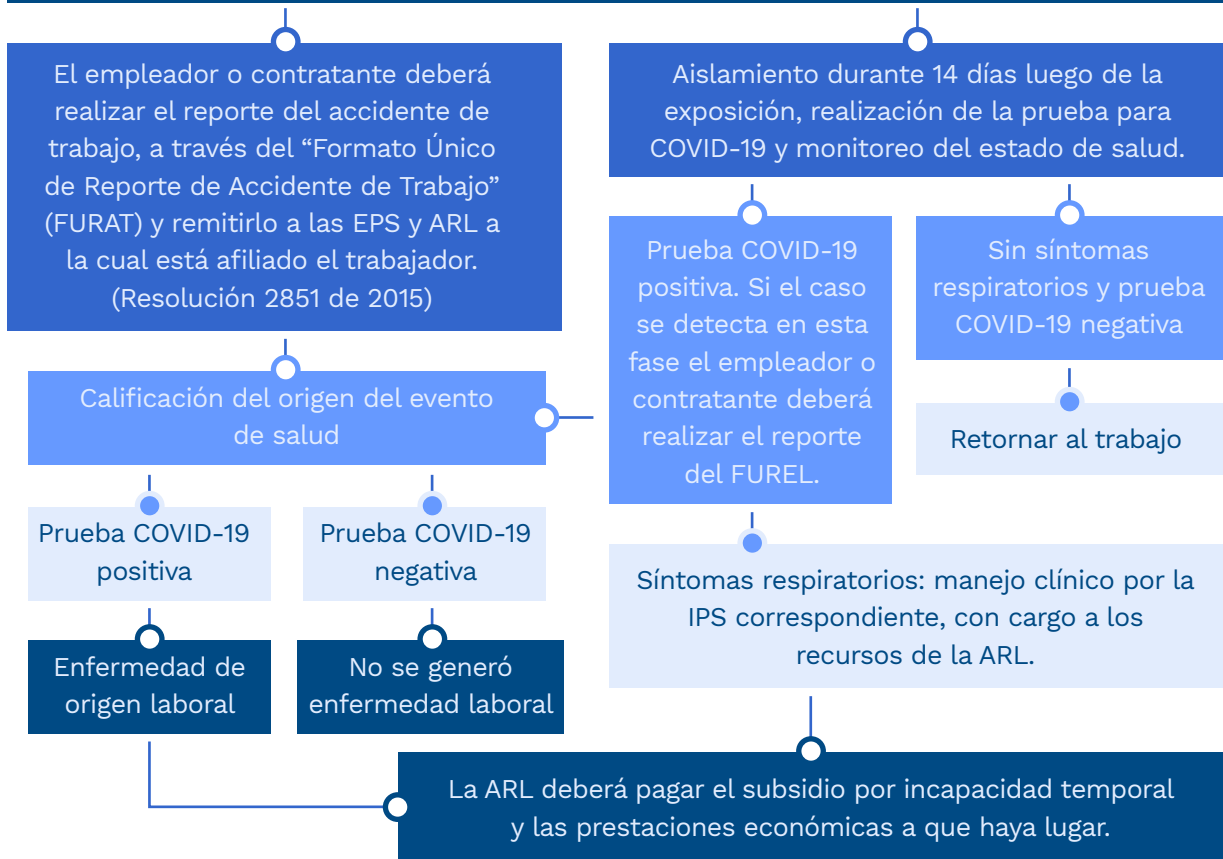 El empleador o contratante deberá
realizar el reporte del accidente de
trabajo, a través del “Formato Único
de Reporte de Accidente de Trabajo”
(FURAT) y remitirlo a las EPS y ARL a
la cual está afiliado el trabajador.
(Resolución 2851 de 2015)
Calificación del origen del evento
de salud
Prueba COVID-19
positiva
Prueba COVID-19
negativa
Enfermedad de
origen laboral
No se generó
enfermedad laboral
Aislamiento durante 14 días luego de la
exposición, realización de la prueba para
COVID-19 y monitoreo del estado de salud.
Prueba COVID-19
positiva. Si el caso
se detecta en esta
fase el empleador o
contratante deberá
realizar el reporte
del FUREL.
Sin síntomas
respiratorios y prueba
COVID-19 negativa
Retornar al trabajo
Síntomas respiratorios: manejo clínico por la
IPS correspondiente, con cargo a los
recursos de la ARL.
La ARL deberá pagar el subsidio por incapacidad temporal
y las prestaciones económicas a que haya lugar.